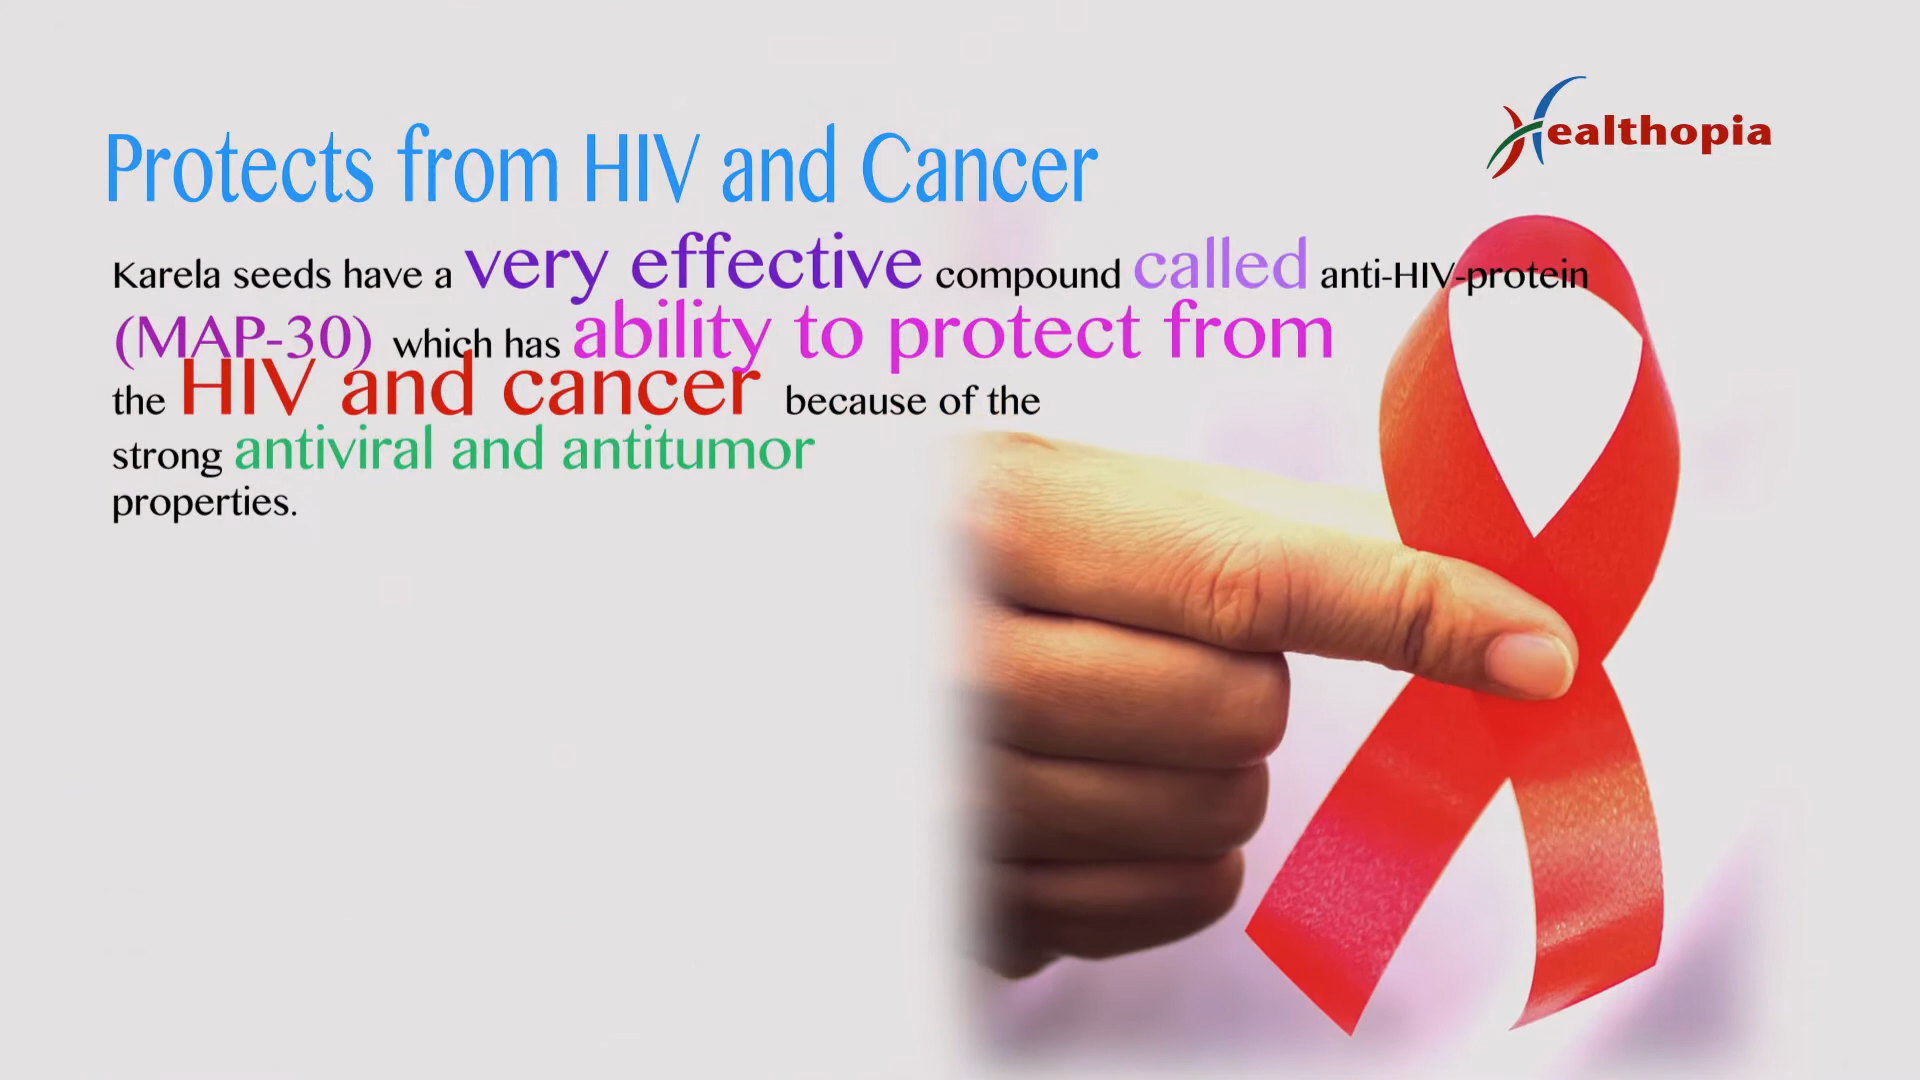 Healthopia
Protects from HIV and Cancer
Karela seeds have a very effective compound called anti-HIV-protein
(MAP-30) which has ability to protect from
the HIV and cancer because of the
strong antiviral and antitumor
properties.